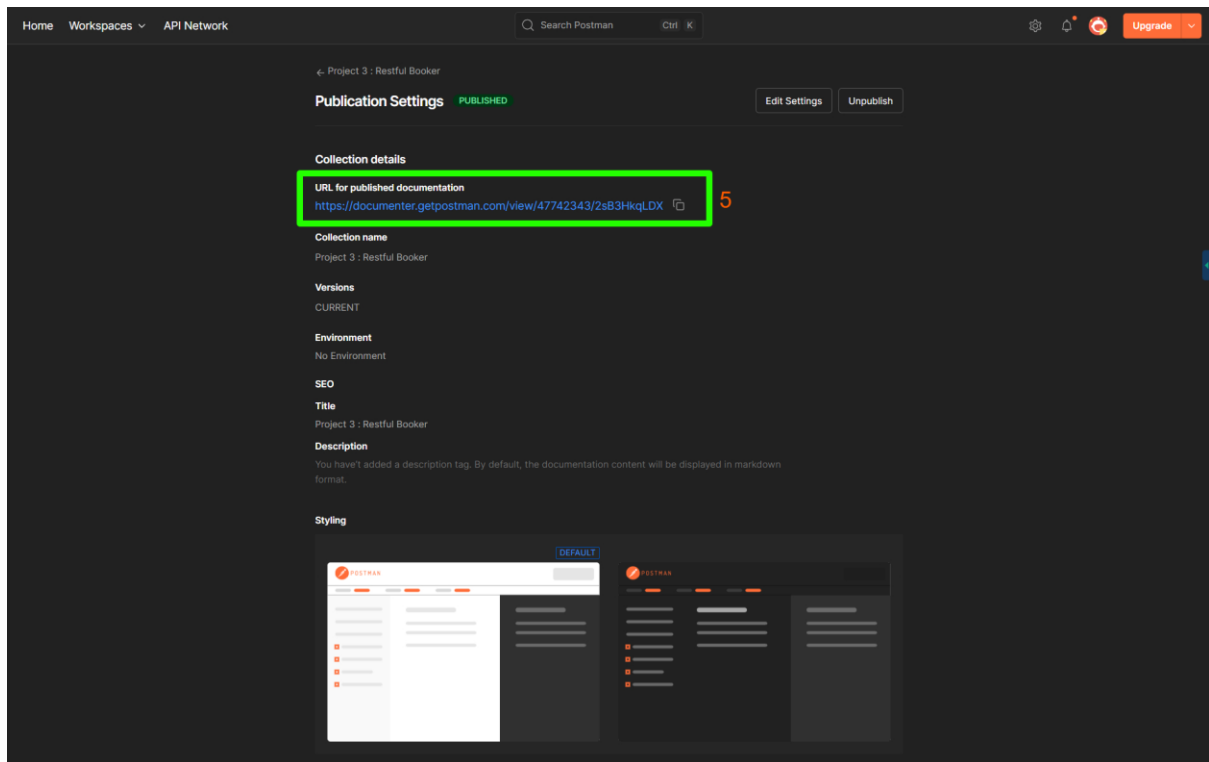 Home Workspaces API Network Search Postman Ctrl K Upgrade
← Project 3 : Restful Booker
Publication Settings PUBLISHED Edit Settings Unpublish
Collection details
URL for published documentation
https://documenter.getpostman.com/view/47742343/2sB3HkqLDX 5
Collection name
Project 3 : Restful Booker
Versions
CURRENT
Environment
No Environment
SEO
Title
Project 3 : Restful Booker
Description
You have't added a description tag. By default, the documentation content will be displayed in markdown
format.
Styling
DEFAULT
POSTMAN POSTMAN